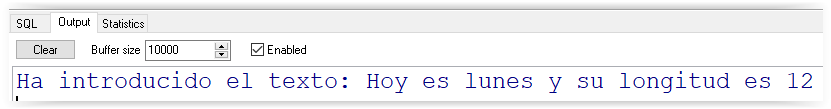 SQL Output Statistics
Clear Buffer size 10000 Enabled
Ha introducido el texto: Hoy es lunes y su longitud es 12